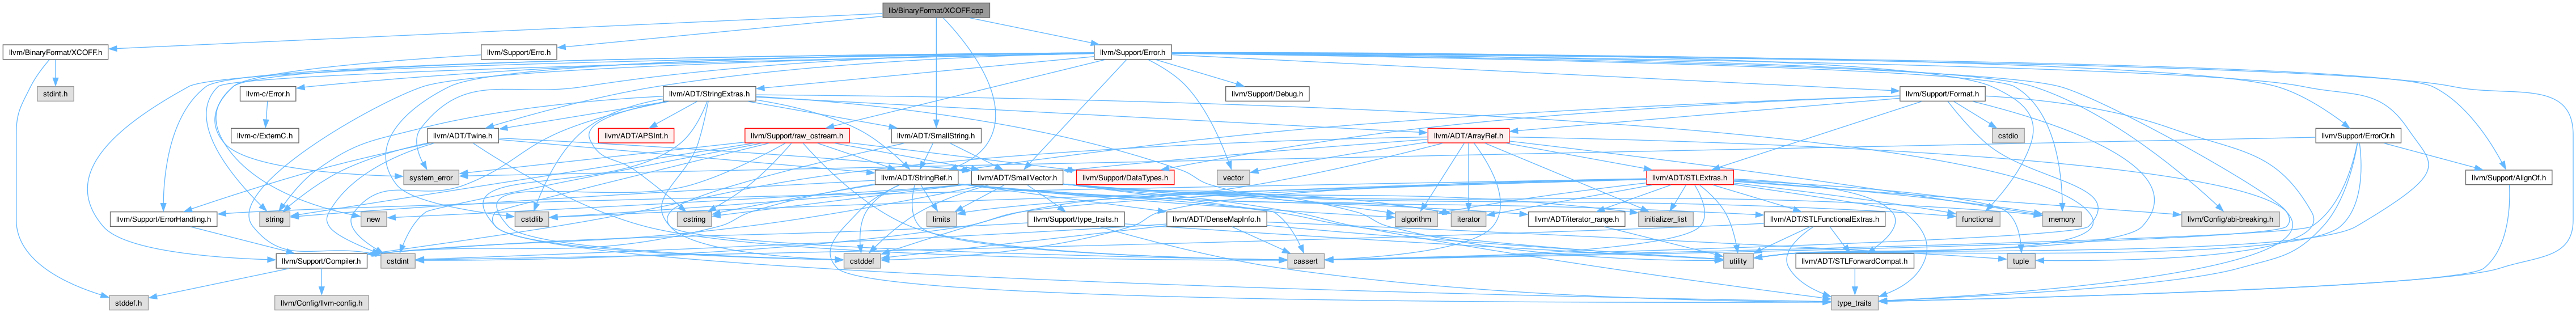 lib/BinaryFormat/XCOFF.cpp
llvm/BinaryFormat/XCOFF.h
llvm/Support/Errc.h
llvm/Support/Error.h
stdint.h
llvm-c/Error.h
llvm/ADT/StringExtras.h
llvm/Support/Debug.h
llvm/Support/Format.h
llvm-c/ExternC.h
llvm/ADT/Twine.h
llvm/ADT/APSInt.h
llvm/Support/raw_ostream.h
llvm/ADT/SmallString.h
llvm/ADT/ArrayRef.h
cstdio
llvm/Support/ErrorOr.h
system_error
llvm/ADT/StringRef.h
llvm/ADT/SmallVector.h
llvm/Support/DataTypes.h
vector
llvm/ADT/STLExtras.h
llvm/Support/AlignOf.h
llvm/Support/ErrorHandling.h
string
new
cstdlib
cstring
limits
llvm/Support/type_traits.h
llvm/ADT/DenseMapInfo.h
algorithm
iterator
llvm/ADT/iterator_range.h
initializer_list
llvm/ADT/STLFunctionalExtras.h
functional
memory
llvm/Config/abi-breaking.h
llvm/Support/Compiler.h
cstdint
cstddef
cassert
utility
llvm/ADT/STLForwardCompat.h
tuple
stddef.h
llvm/Config/llvm-config.h
type_traits